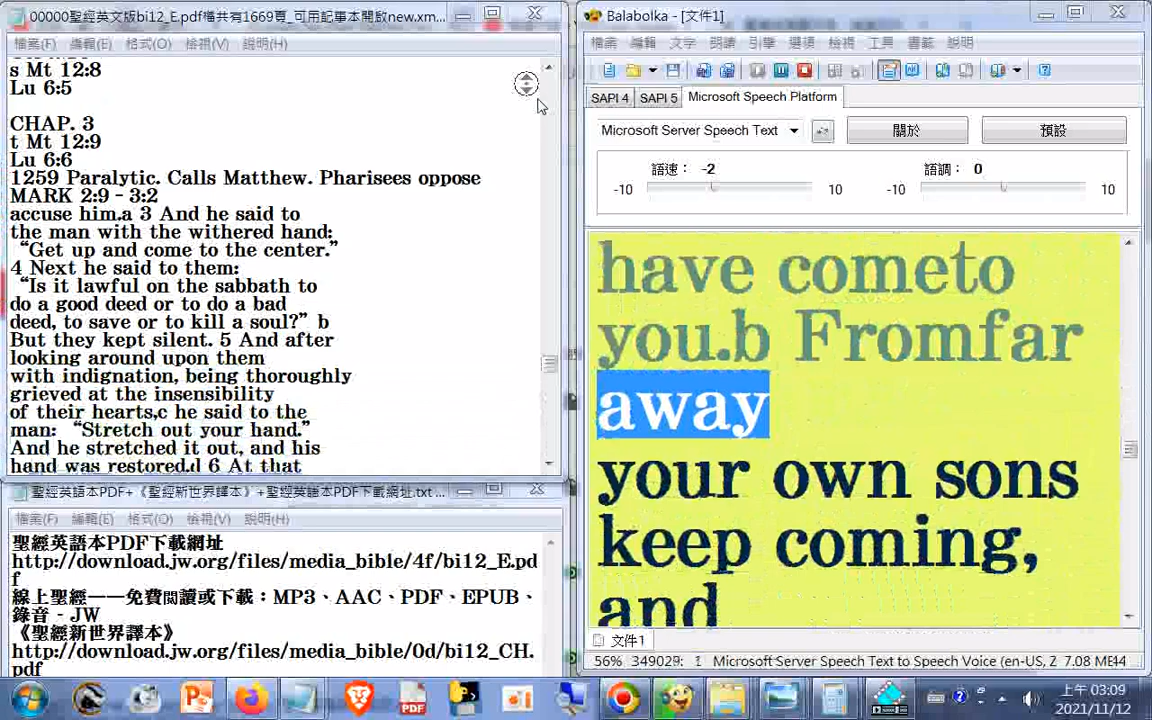 00000聖經英文版bi12_E.pdf檔共有1669頁_可用記事本開啟new.xm...
檔案(F) 編輯(E) 格式(O) 檢視(V) 說明(H)
s Mt 12:8
Lu 6:5
CHAP. 3
t Mt 12:9
Lu 6:6
1259 Paralytic. Calls Matthew. Pharisees oppose
MARK 2:9 – 3:2
accuse him.a 3 And he said to
the man with the withered hand:
“Get up and come to the center.”
4 Next he said to them:
“Is it lawful on the sabbath to
do a good deed or to do a bad
deed, to save or to kill a soul?” b
But they kept silent. 5 And after
looking around upon them
with indignation, being thoroughly
grieved at the insensibility
of their hearts,c he said to the
man: “Stretch out your hand.”
And he stretched it out, and his
hand was restored.d 6 At that
聖經英語本PDF+《聖經新世界譯本》+聖經英語本PDF下載網址.txt ...
檔案(F) 編輯(E) 格式(O) 檢視(V) 說明(H)
聖經英語本PDF下載網址
http://download.jw.org/files/media_bible/4f/bi12_E.pd
f
線上聖經——免費閱讀或下載：MP3、AAC、PDF、EPUB、
錄音 - JW
《聖經新世界譯本》
http://download.jw.org/files/media_bible/0d/bi12_CH.
pdf
Balabolka - [文件1]
檔案 編輯 文字 朗讀 引擎 選項 檢視 工具 書籤 說明
SAPI 4 SAPI 5 Microsoft Speech Platform
Microsoft Server Speech Text 關於 預設
語速： -2 語調： 0
-10 10 -10 10
have cometo
you.b Fromfar
away
your own sons
keep coming,
and
文件1
56% 349029: 1 Microsoft Server Speech Text to Speech Voice (en-US, 2 7.08 ME44
上午 03:09
2021/11/12